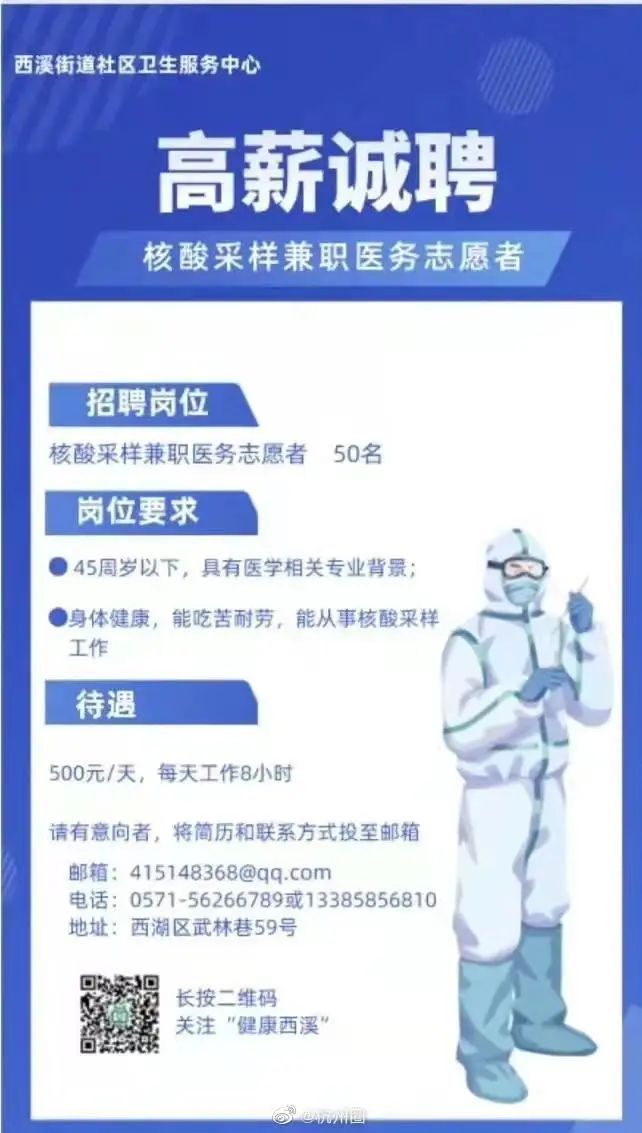 西溪街道社区卫生服务中心
高薪诚聘
核酸采样兼职医务志愿者
招聘岗位
核酸采样兼职医务志愿者 50名
岗位要求
● 45周岁以下，具有医学相关专业背景；
●身体健康，能吃苦耐劳，能从事核酸采样
工作
待遇
500元/天，每天工作8小时
请有意向者，将简历和联系方式投至邮箱
邮箱：415148368@qq.com
电话：0571-56266789或13385856810
地址：西湖区武林巷59号
长按二维码
关注“健康西溪”
@杭州圈